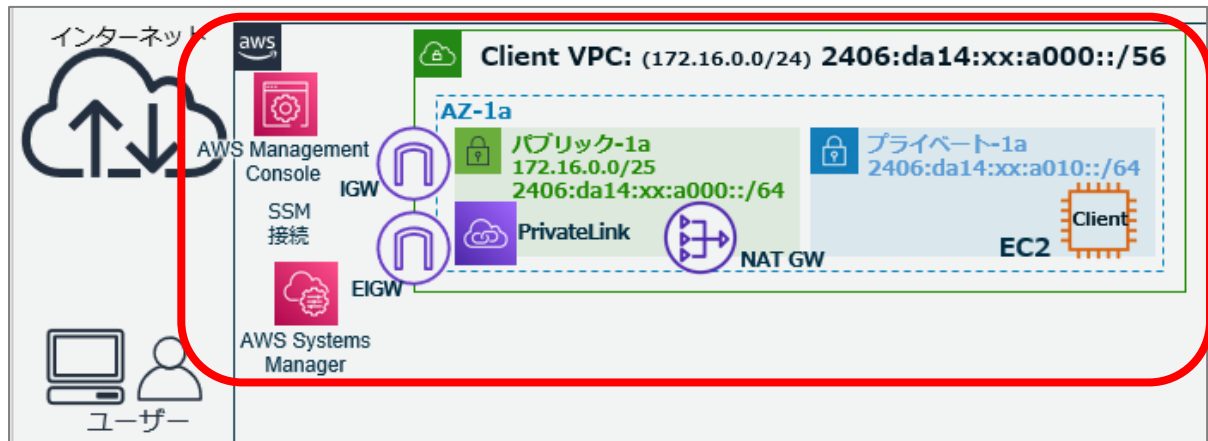 インターネット
aws
Client VPC: (172.16.0.0/24) 2406:da14:xx:a000::/56
AZ-1a
パブリック-1a
172.16.0.0/25
2406:da14:xx:a000::/64
プライベート-1a
2406:da14:xx:a010::/64
AWS Management
Console
IGW
SSM
接続
PrivateLink
NAT GW
EC2
Client
EIGW
AWS Systems
Manager
ユーザー